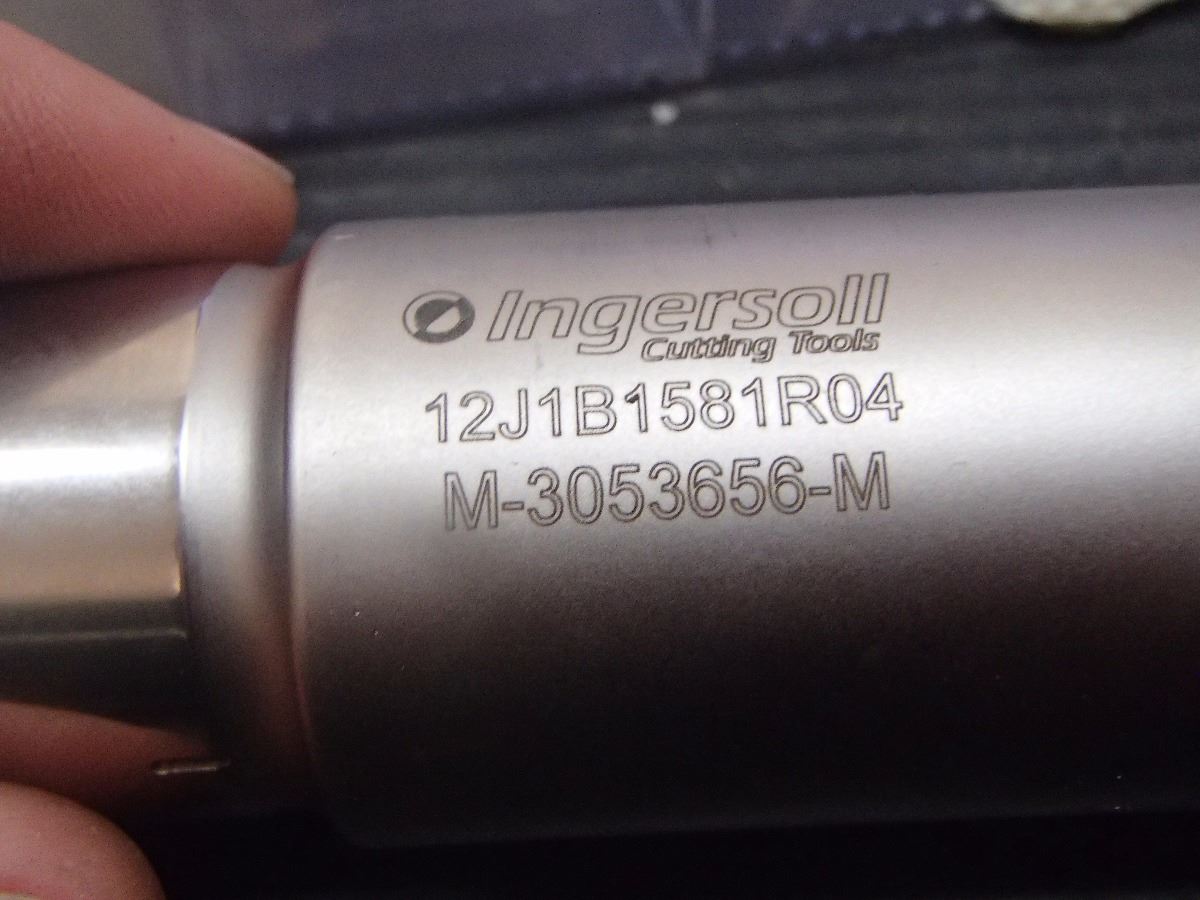 Ingersoll
Cutting Tools
12J1B1581R04
M-3053656-M